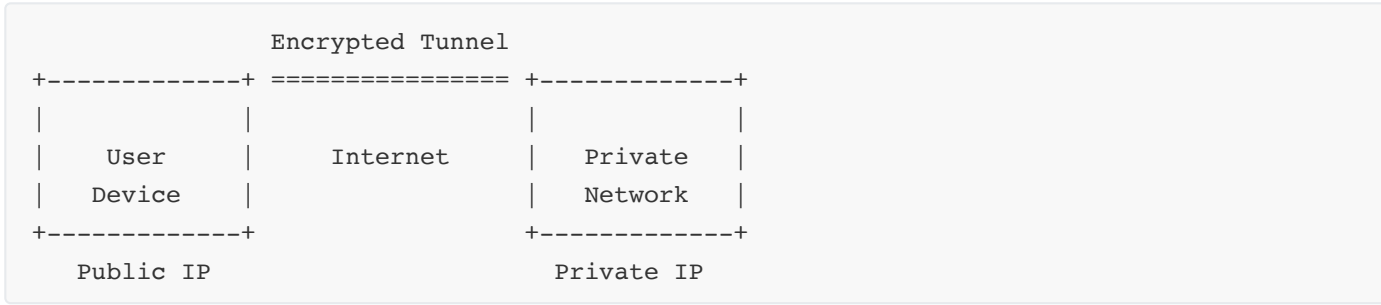 Encrypted Tunnel
+-------------+ ================ +-------------+
|             |                  |             |
|    User     |     Internet     |   Private   |
|   Device    |                  |   Network   |
+-------------+                  +-------------+
Public IP                       Private IP